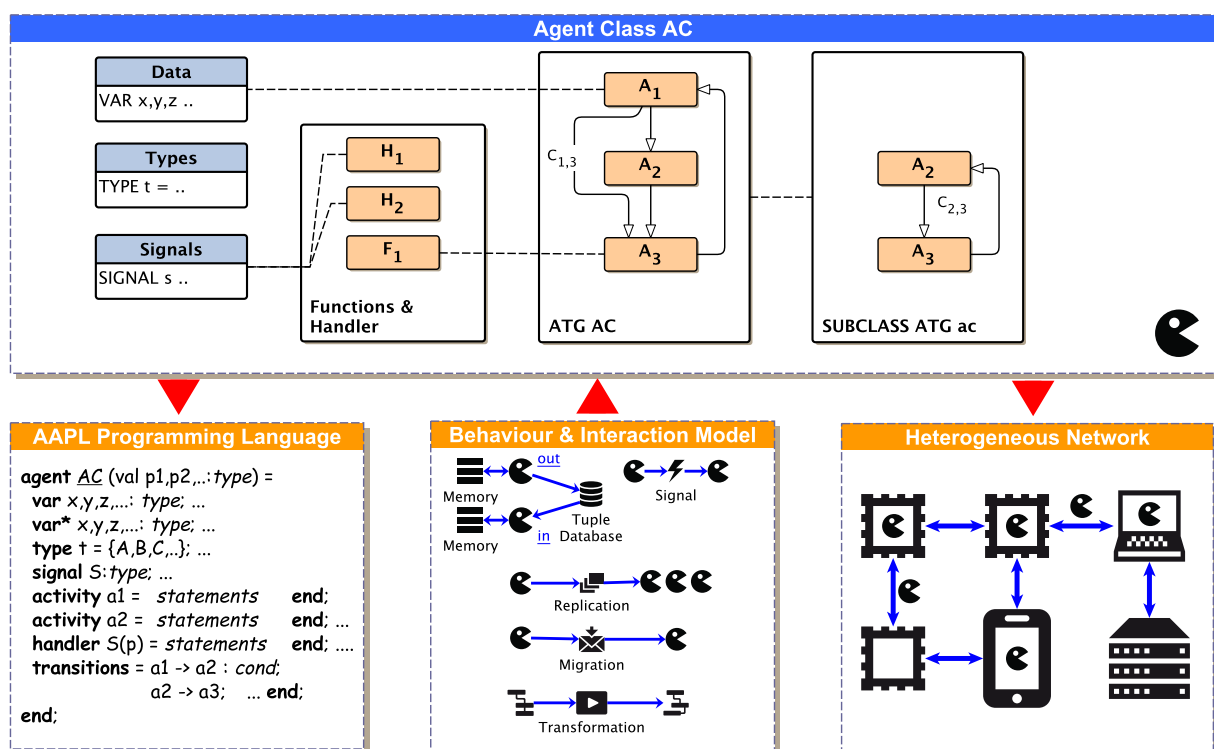 Agent Class AC
Data
VAR x,y,z ..
Types
TYPE t = ..
Signals
SIGNAL s ..
H1
H2
F1
Functions &
Handler
A1
C1,3
A2
A3
ATG AC
A2
C2,3
A3
SUBCLASS ATG ac
AAPL Programming Language
agent AC (val p1,p2,..:type) =
var x,y,z,...: type; ...
var* x,y,z,...: type; ...
type t = {A,B,C,..}; ...
signal S:type; ...
activity a1 = statements end;
activity a2 = statements end; ...
handler S(p) = statements end; ....
transitions = a1 -> a2 : cond;
a2 -> a3; ... end;
end;
Behaviour & Interaction Model
out
Memory
Signal
Tuple
Database
Memory
in
Replication
Migration
Transformation
Heterogeneous Network